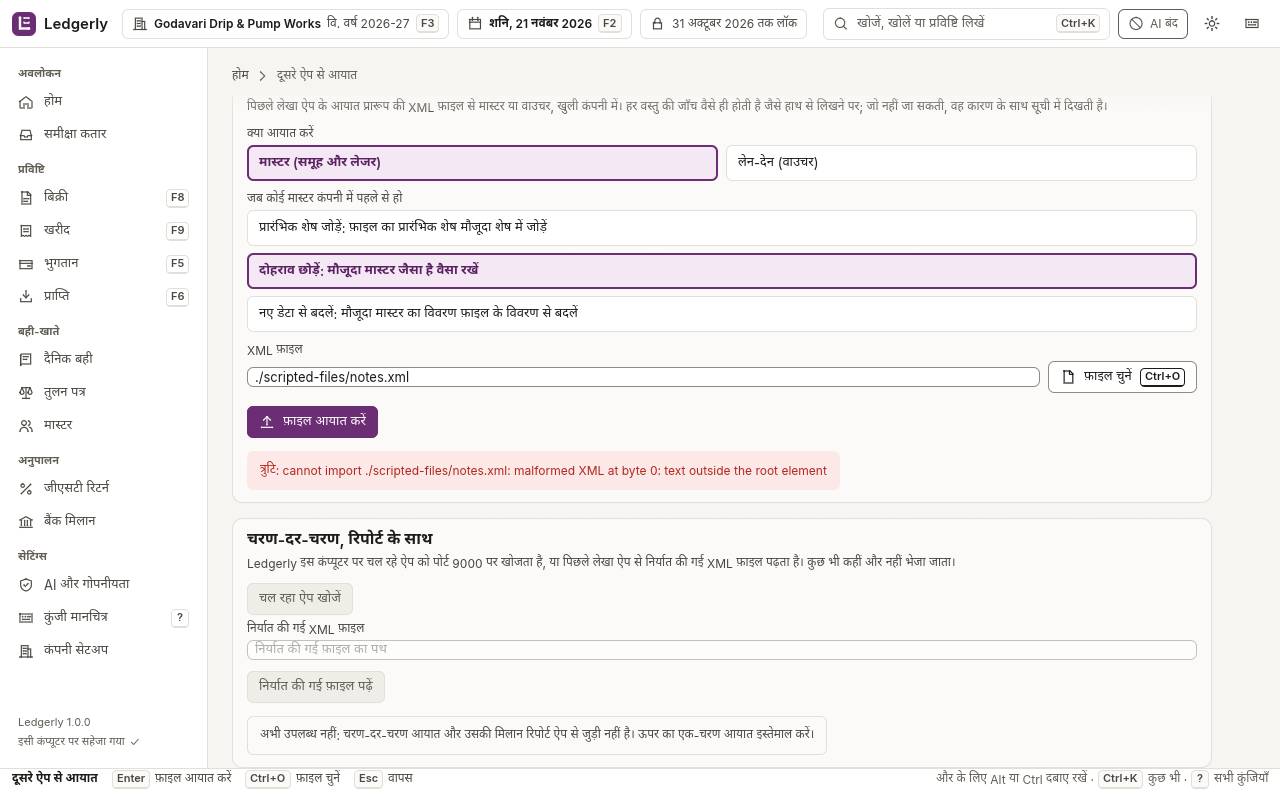 Ledgerly
Godavari Drip & Pump Works वि. वर्ष 2026-27 F3
शनि, 21 नवंबर 2026 F2
31 अक्टूबर 2026 तक लॉक
खोजें, खोलें या प्रविष्टि लिखें Ctrl+K
AI बंद
अवलोकन
होम
समीक्षा कतार
प्रविष्टि
बिक्री F8
खरीद F9
भुगतान F5
प्राप्ति F6
बही-खाते
दैनिक बही
तुलन पत्र
मास्टर
अनुपालन
जीएसटी रिटर्न
बैंक मिलान
सेटिंग्स
AI और गोपनीयता
कुंजी मानचित्र ?
कंपनी सेटअप
Ledgerly 1.0.0
इसी कंप्यूटर पर सहेजा गया
होम > दूसरे ऐप से आयात
पिछले लेखा ऐप के आयात प्रारूप की XML फ़ाइल से मास्टर या वाउचर, खुली कंपनी में। हर वस्तु की जाँच वैसे ही होती है जैसे हाथ से लिखने पर; जो नहीं जा सकती, वह कारण के साथ सूची में दिखती है।
क्या आयात करें
मास्टर (समूह और लेजर)
लेन-देन (वाउचर)
जब कोई मास्टर कंपनी में पहले से हो
प्रारंभिक शेष जोड़ें: फ़ाइल का प्रारंभिक शेष मौजूदा शेष में जोड़ें
दोहराव छोड़ें: मौजूदा मास्टर जैसा है वैसा रखें
नए डेटा से बदलें: मौजूदा मास्टर का विवरण फ़ाइल के विवरण से बदलें
XML फ़ाइल
./scripted-files/notes.xml
फ़ाइल चुनें Ctrl+O
फ़ाइल आयात करें
त्रुटि: cannot import ./scripted-files/notes.xml: malformed XML at byte 0: text outside the root element
चरण-दर-चरण, रिपोर्ट के साथ
Ledgerly इस कंप्यूटर पर चल रहे ऐप को पोर्ट 9000 पर खोजता है, या पिछले लेखा ऐप से निर्यात की गई XML फ़ाइल पढ़ता है। कुछ भी कहीं और नहीं भेजा जाता।
चल रहा ऐप खोजें
निर्यात की गई XML फ़ाइल
निर्यात की गई फ़ाइल का पथ
निर्यात की गई फ़ाइल पढ़ें
अभी उपलब्ध नहीं: चरण-दर-चरण आयात और उसकी मिलान रिपोर्ट ऐप से जुड़ी नहीं है। ऊपर का एक-चरण आयात इस्तेमाल करें।
दूसरे ऐप से आयात Enter फ़ाइल आयात करें Ctrl+O फ़ाइल चुनें Esc वापस
और के लिए Alt या Ctrl दबाए रखें · Ctrl+K कुछ भी · ? सभी कुंजियाँ